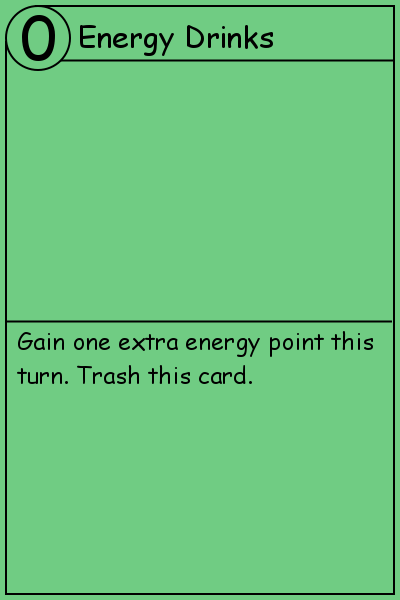 0 Energy Drinks
Gain one extra energy point this
turn. Trash this card.